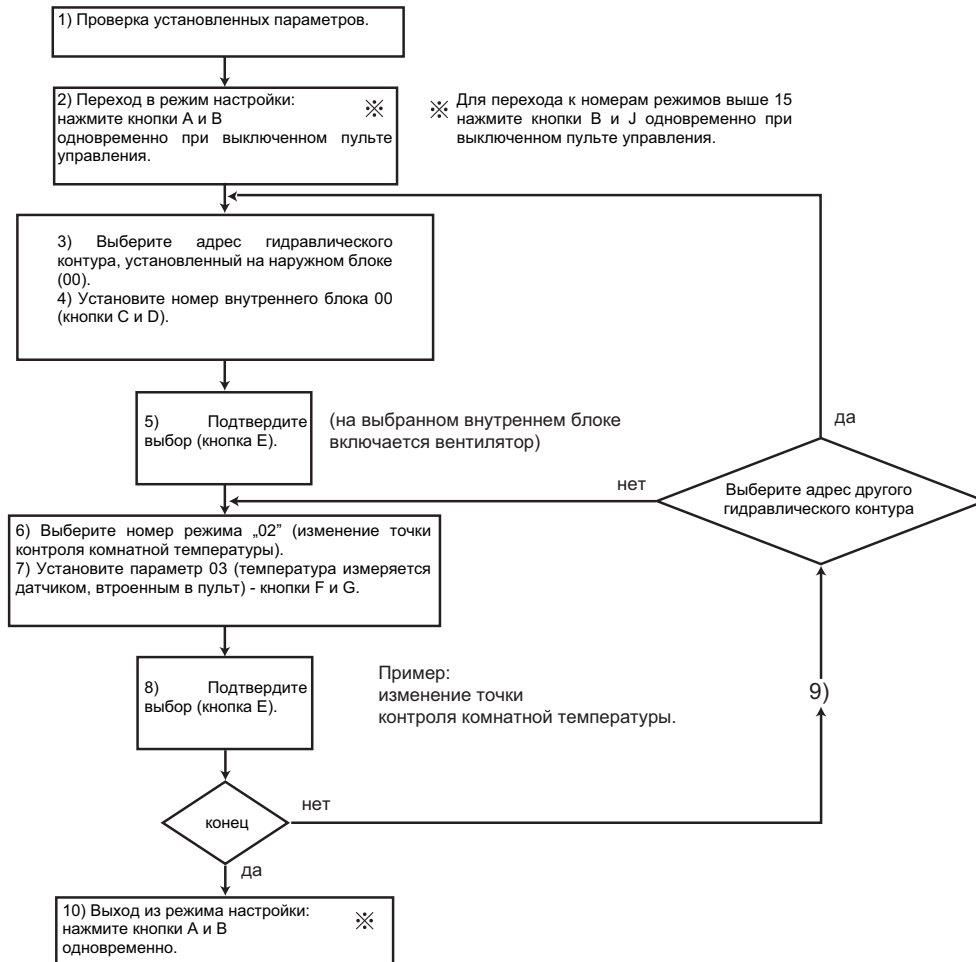 1) Проверка установленных параметров.
2) Переход в режим настройки: ※
нажмите кнопки А и В
одновременно при выключенном пульте
управления.
※ Для перехода к номерам режимов выше 15
нажмите кнопки В и J одновременно при
выключенном пульте управления.
3) Выберите адрес гидравлического
контура, установленный на наружном блоке
(00).
4) Установите номер внутреннего блока 00
(кнопки С и D).
да
5) Подтвердите
выбор (кнопка Е).
(на выбранном внутреннем блоке
включается вентилятор)
нет
Выберите адрес другого
гидравлического контура
6) Выберите номер режима „02” (изменение точки
контроля комнатной температуры).
7) Установите параметр 03 (температура измеряется
датчиком, втроенным в пульт) - кнопки F и G.
8) Подтвердите
выбор (кнопка Е).
Пример:
изменение точки
контроля комнатной температуры.
9)
конец
нет
да
10) Выход из режима настройки: ※
нажмите кнопки А и В
одновременно.